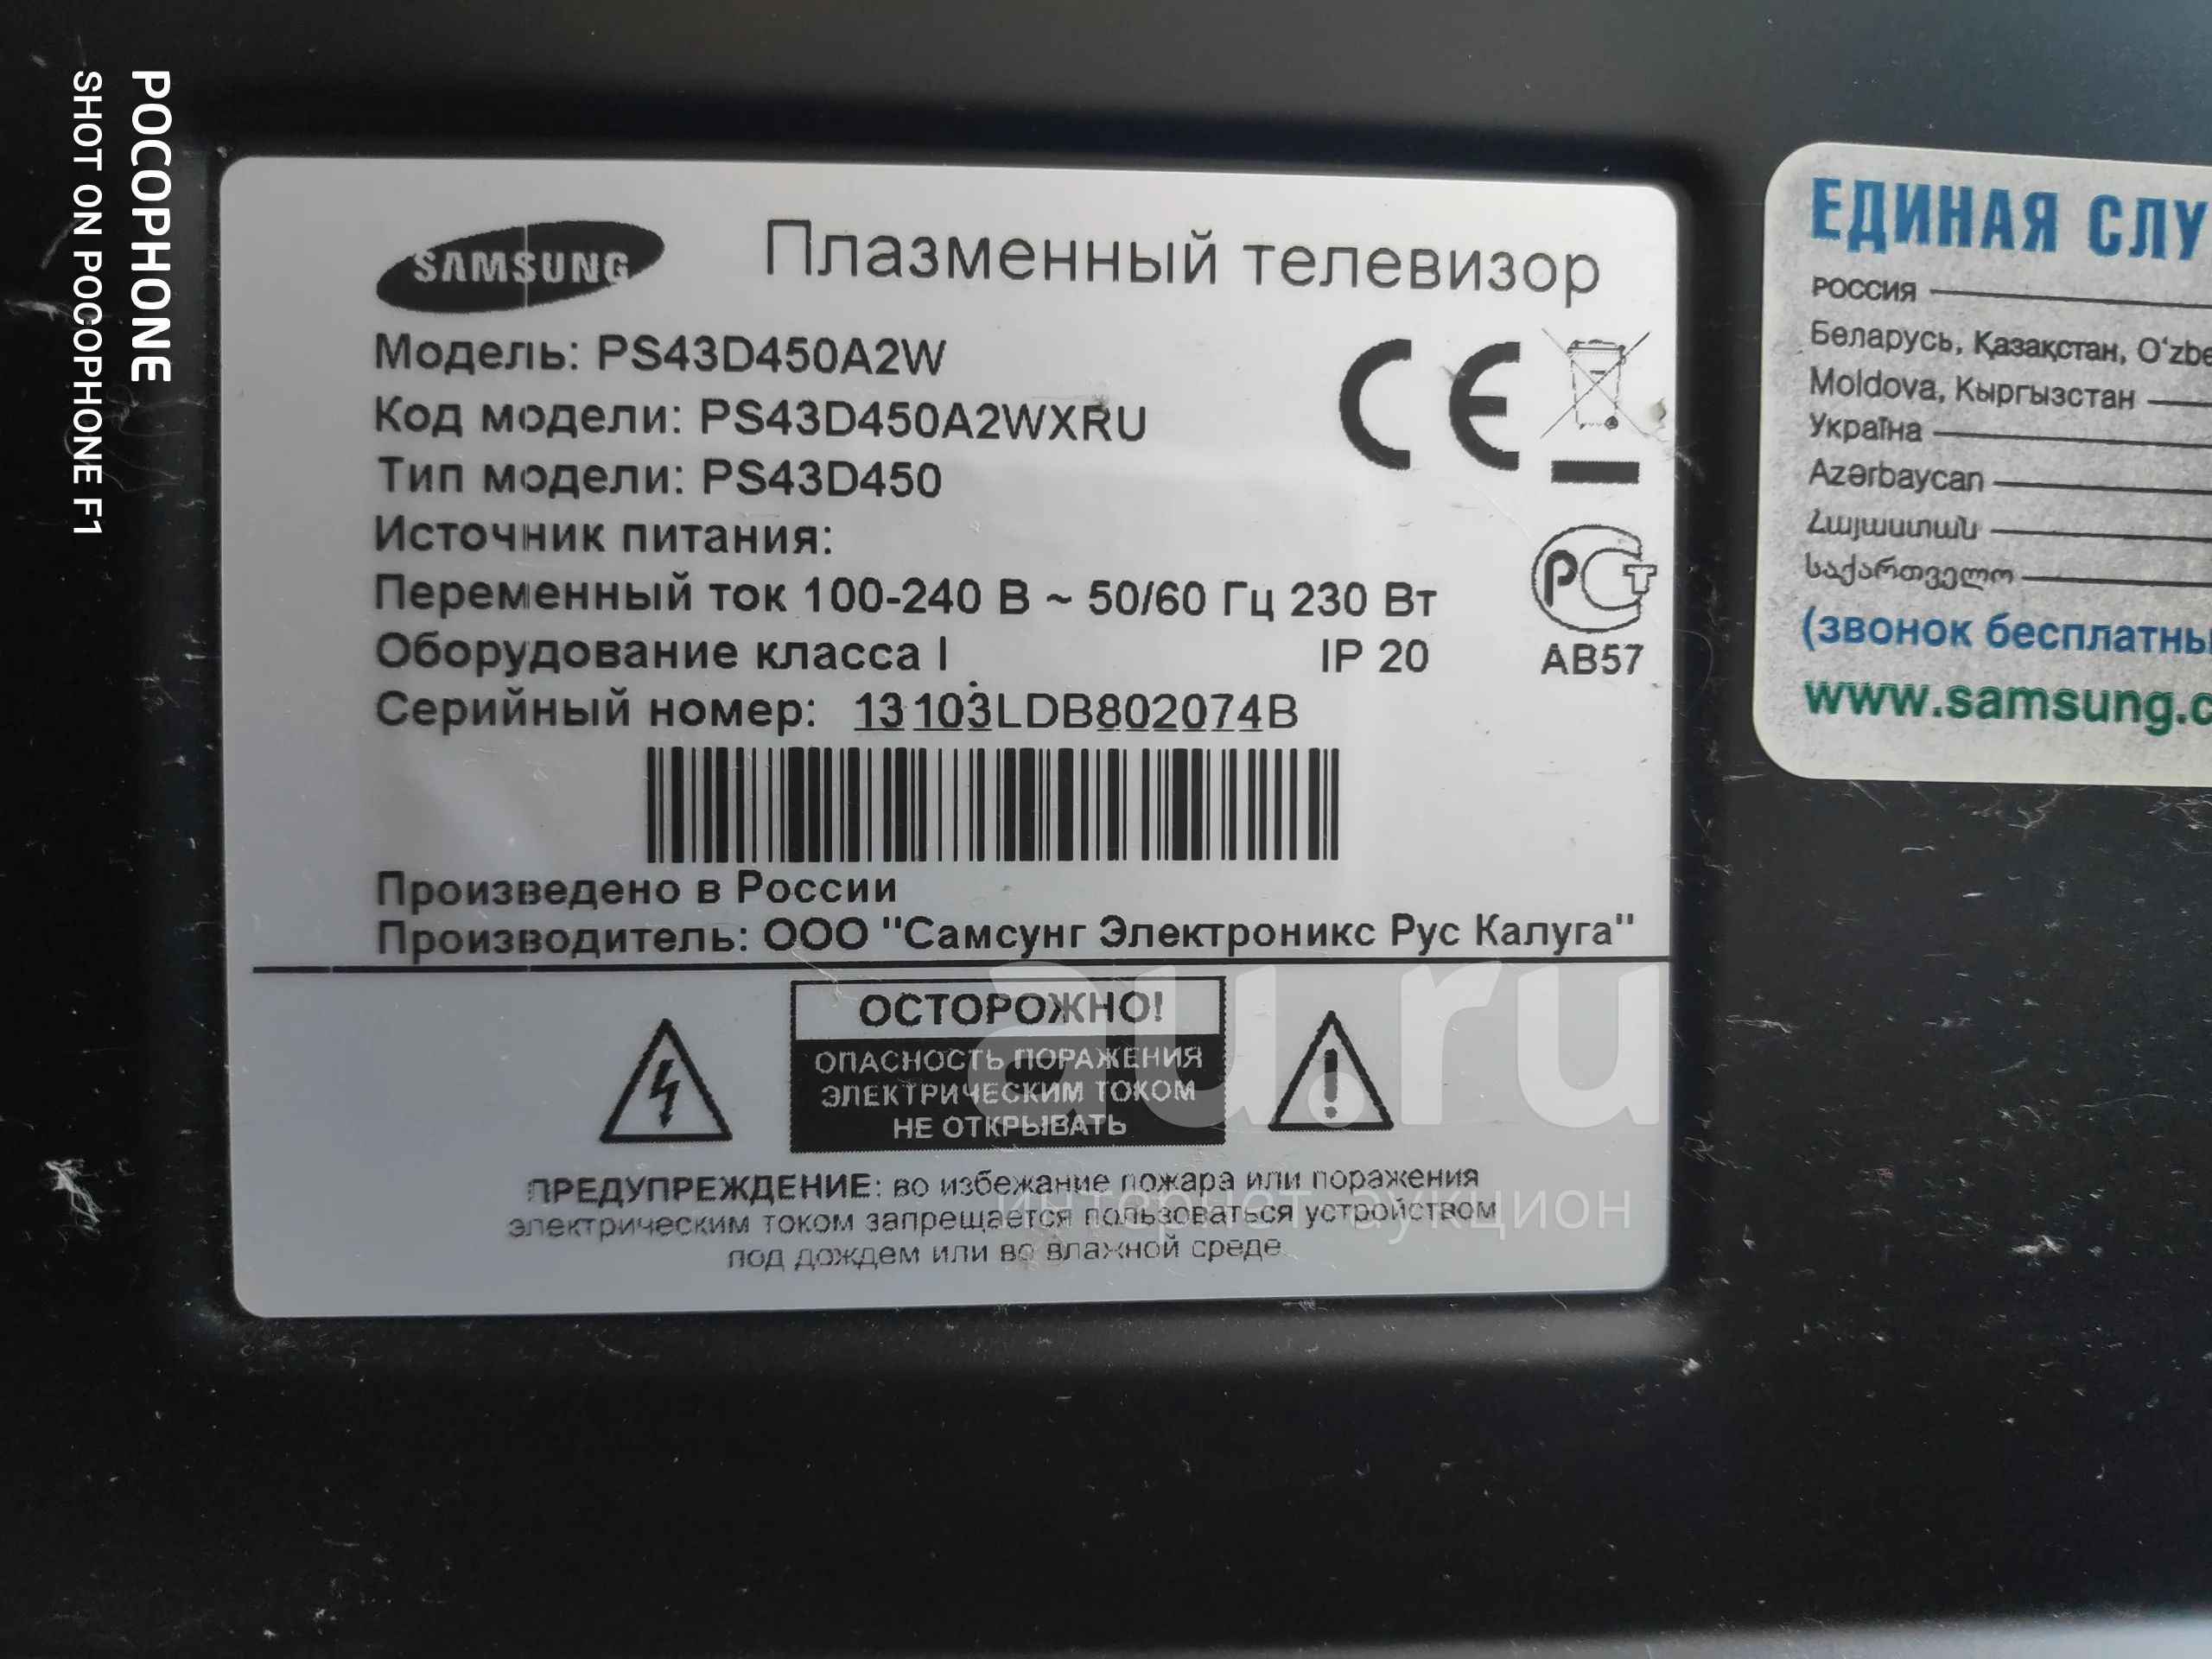 POCOPHONE
SHOT ON POCOPHONE F1
SAMSUNG Плазменный телевизор
Модель: PS43D450A2W
Код модели: PS43D450A2WXRU
Тип модели: PS43D450
Источник питания:
Переменный ток 100-240 В ~ 50/60 Гц 230 Вт
Оборудование класса I IP 20
Серийный номер: 13103LDB802074B
CE
РСТ
АВ57
Произведено в России
Производитель: ООО "Самсунг Электроникс Рус Калуга"
ОСТОРОЖНО!
ОПАСНОСТЬ ПОРАЖЕНИЯ
ЭЛЕКТРИЧЕСКИМ ТОКОМ
НЕ ОТКРЫВАТЬ
ПРЕДУПРЕЖДЕНИЕ: во избежание пожара или поражения
электрическим током запрещается пользоваться устройством
под дождем или во влажной среде
au.ru
интернет аукцион
ЕДИНАЯ СЛУ
РОССИЯ
Беларусь, Қазақстан, O‘zbe
Moldova, Кыргызстан
Україна
Azərbaycan
Հայաստան
საქართველო
(звонок бесплатны
www.samsung.c